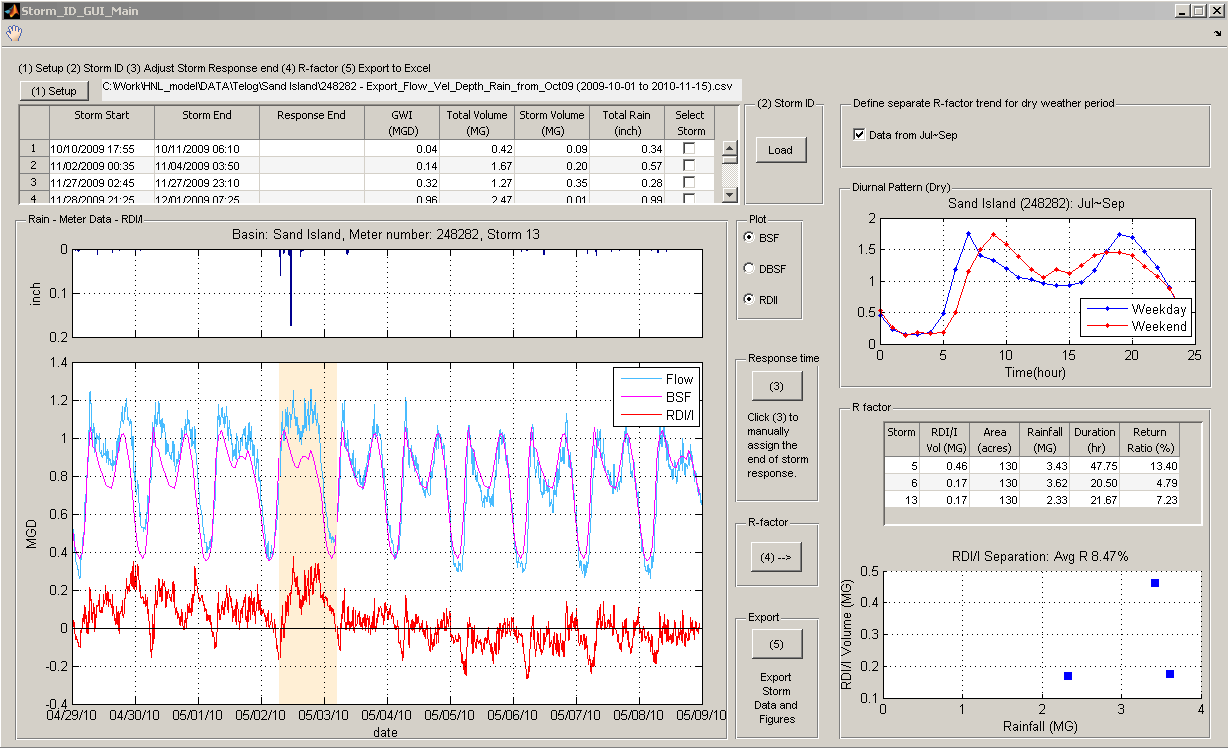 Storm_ID_GUI_Main
(1) Setup (2) Storm ID (3) Adjust Storm Response end (4) R-factor (5) Export to Excel
(1) Setup
C:\Work\HNL_model\DATA\Telog\Sand Island\248282 - Export_Flow_Vel_Depth_Rain_from_Oct09 (2009-10-01 to 2010-11-15).csv
Storm Start Storm End Response End GWI (MGD) Total Volume (MG) Storm Volume (MG) Total Rain (inch) Select Storm
1 10/10/2009 17:55 10/11/2009 06:10 0.04 0.42 0.09 0.34
2 11/02/2009 00:35 11/04/2009 03:50 0.14 1.67 0.20 0.57
3 11/27/2009 02:45 11/27/2009 23:10 0.32 1.27 0.35 0.28
4 11/28/2009 21:25 12/01/2009 07:25 0.96 2.47 0.01 0.99
(2) Storm ID
Load
Define separate R-factor trend for dry weather period
Data from Jul~Sep
Rain - Meter Data - RDI/I
Basin: Sand Island, Meter number: 248282, Storm 13
0
0.1
0.2
inch
1.4
1.2
1
0.8
0.6
0.4
0.2
0
-0.2
-0.4
MGD
Flow
BSF
RDI/I
04/29/10 04/30/10 05/01/10 05/02/10 05/03/10 05/04/10 05/05/10 05/06/10 05/07/10 05/08/10 05/09/10
date
Plot
BSF
DBSF
RDII
Response time
(3)
Click (3) to
manually
assign the
end of storm
response.
R-factor
(4) -->
Export
(5)
Export
Storm
Data and
Figures
Diurnal Pattern (Dry)
Sand Island (248282): Jul~Sep
2
1.5
1
0.5
0
Weekday
Weekend
0 5 10 15 20 25
Time(hour)
R factor
Storm RDI/I Vol (MG) Area (acres) Rainfall (MG) Duration (hr) Return Ratio (%)
5 0.46 130 3.43 47.75 13.40
6 0.17 130 3.62 20.50 4.79
13 0.17 130 2.33 21.67 7.23
RDI/I Separation: Avg R 8.47%
0.5
0.4
0.3
0.2
0.1
RDI/I Volume (MG)
0 1 2 3 4
Rainfall (MG)